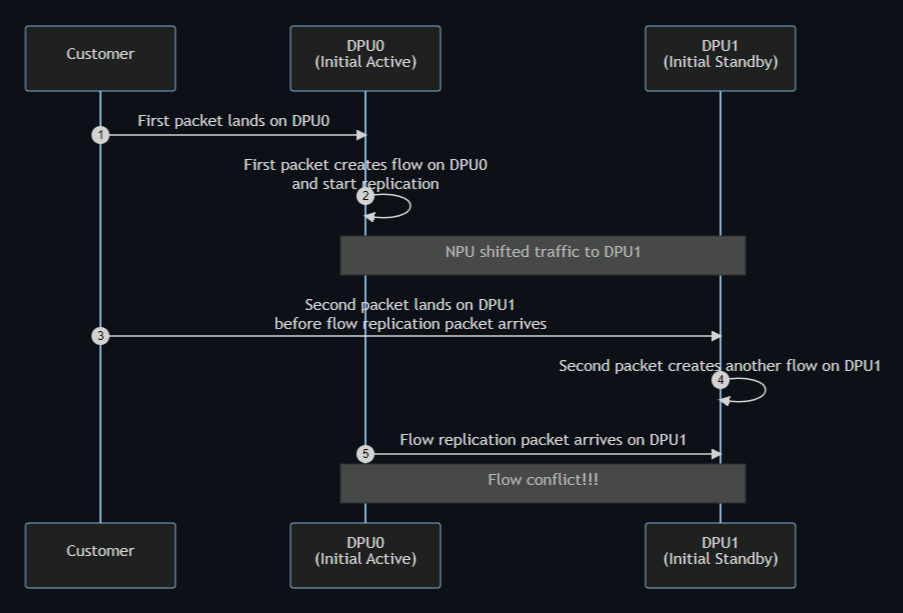 Customer
DPU0
(Initial Active)
DPU1
(Initial Standby)
First packet lands on DPU0
1
First packet creates flow on DPU0
and start replication
2
NPU shifted traffic to DPU1
Second packet lands on DPU1
before flow replication packet arrives
3
Second packet creates another flow on DPU1
4
Flow replication packet arrives on DPU1
5
Flow conflict!!!
Customer
DPU0
(Initial Active)
DPU1
(Initial Standby)